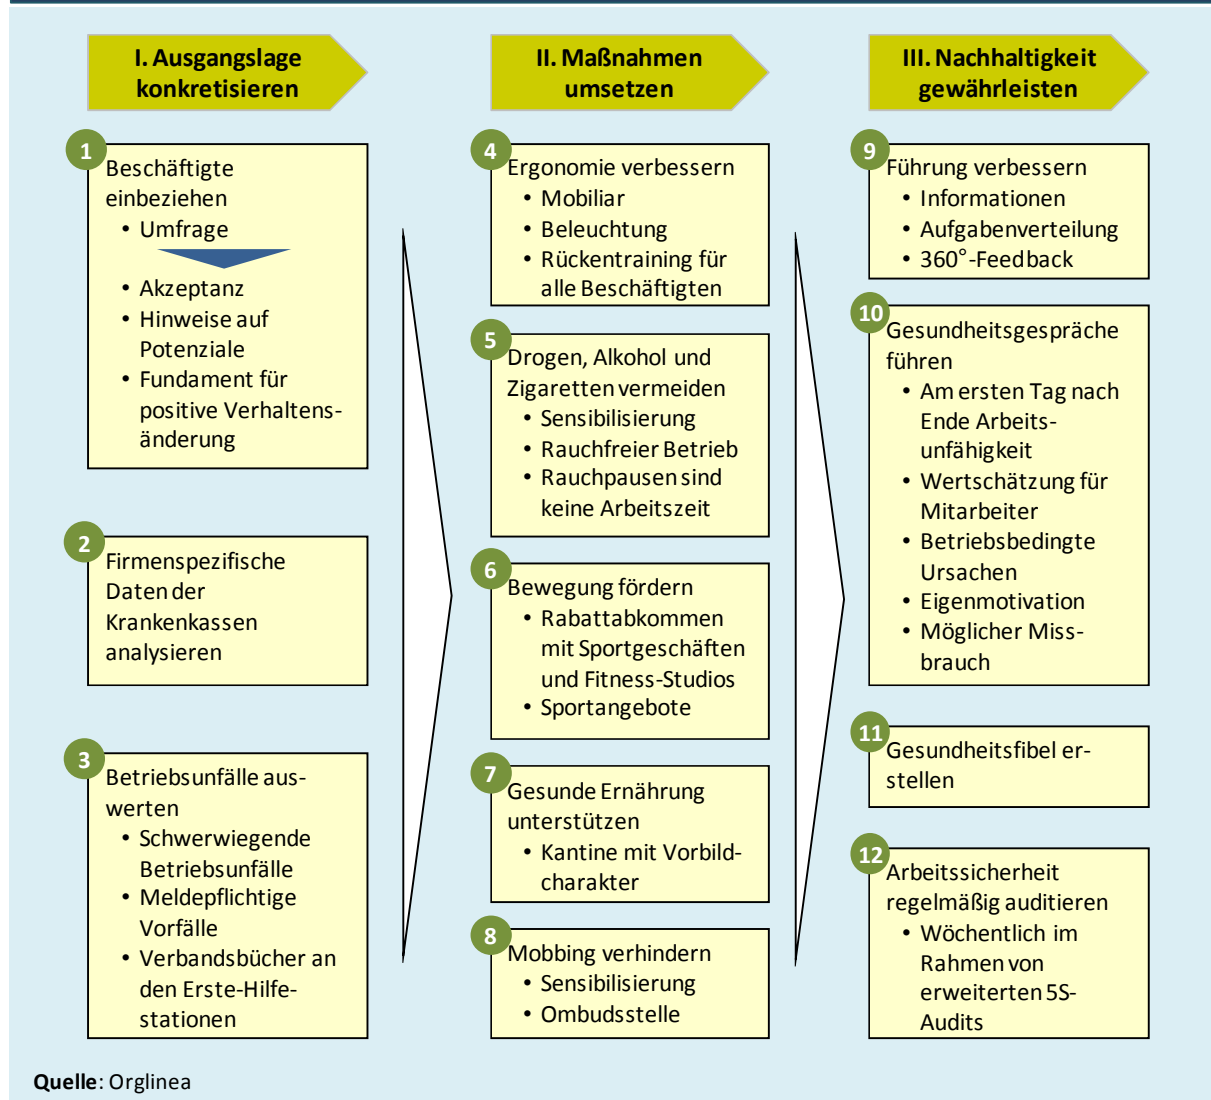 I. Ausgangslage
konkretisieren
1
Beschäftigte
einbeziehen
• Umfrage
• Akzeptanz
• Hinweise auf
Potenziale
• Fundament für
positive Verhaltens-
änderung
2
Firmenspezifische
Daten der
Krankenkassen
analysieren
3
Betriebsunfälle aus-
werten
• Schwerwiegende
Betriebsunfälle
• Meldepflichtige
Vorfälle
• Verbandsbücher an
den Erste-Hilfe-
stationen
II. Maßnahmen
umsetzen
4
Ergonomie verbessern
• Mobiliar
• Beleuchtung
• Rückentraining für
alle Beschäftigten
5
Drogen, Alkohol und
Zigaretten vermeiden
• Sensibilisierung
• Rauchfreier Betrieb
• Rauchpausen sind
keine Arbeitszeit
6
Bewegung fördern
• Rabattabkommen
mit Sportgeschäften
und Fitness-Studios
• Sportangebote
7
Gesunde Ernährung
unterstützen
• Kantine mit Vorbild-
charakter
8
Mobbing verhindern
• Sensibilisierung
• Ombudsstelle
III. Nachhaltigkeit
gewährleisten
9
Führung verbessern
• Informationen
• Aufgabenverteilung
• 360°-Feedback
10
Gesundheitsgespräche
führen
• Am ersten Tag nach
Ende Arbeits-
unfähigkeit
• Wertschätzung für
Mitarbeiter
• Betriebsbedingte
Ursachen
• Eigenmotivation
• Möglicher Miss-
brauch
11
Gesundheitsfibel er-
stellen
12
Arbeitssicherheit
regelmäßig auditieren
• Wöchentlich im
Rahmen von
erweiterten 5S-
Audits
Quelle: Orglinea